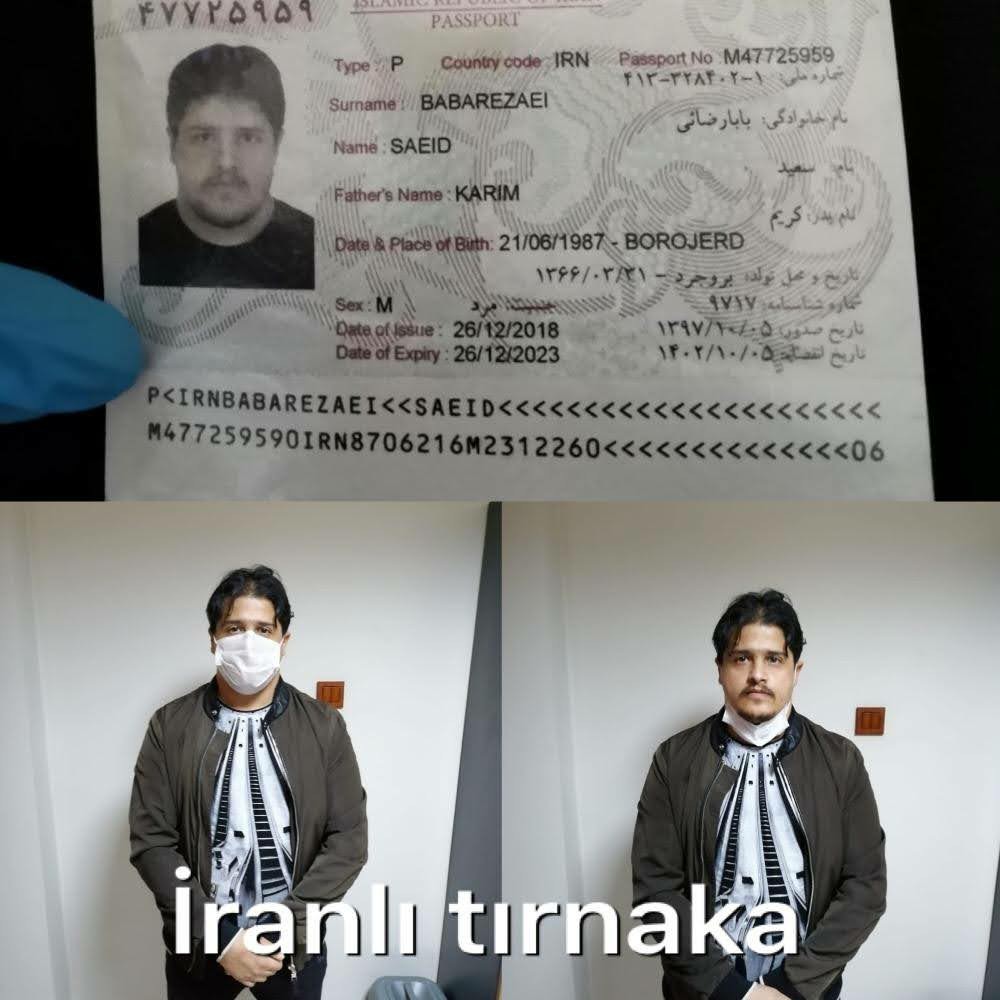 ۴۷۷۲۵۹۵۹
ISLAMIC REPUBLIC OF IRAN
PASSPORT
Type : P Country code : IRN Passport No M47725959
شماره ملی: ۱-۳۲۸۴۰۲-۴۱۳
Surname : BABAREZAEI
نام خانوادگی: بابارضائی
Name : SAEID
نام: سعید
Father's Name : KARIM
نام پدر: کریم
Date & Place of Birth: 21/06/1987 - BOROJERD
تاریخ و محل تولد: بروجرد - ۱۳۶۶/۰۳/۳۱
Sex : M جنسیت: مرد
شماره شناسنامه: ۹۷۱۷
Date of Issue : 26/12/2018 تاریخ صدور: ۱۳۹۷/۱۰/۰۵
Date of Expiry : 26/12/2023 تاریخ انقضاء: ۱۴۰۲/۱۰/۰۵
P<IRNBABAREZAEI<<SAEID<<<<<<<<<<<<<<<<<<<<<<
M477259590IRN8706216M2312260<<<<<<<<<<<<<<06
İranlı tırnaka